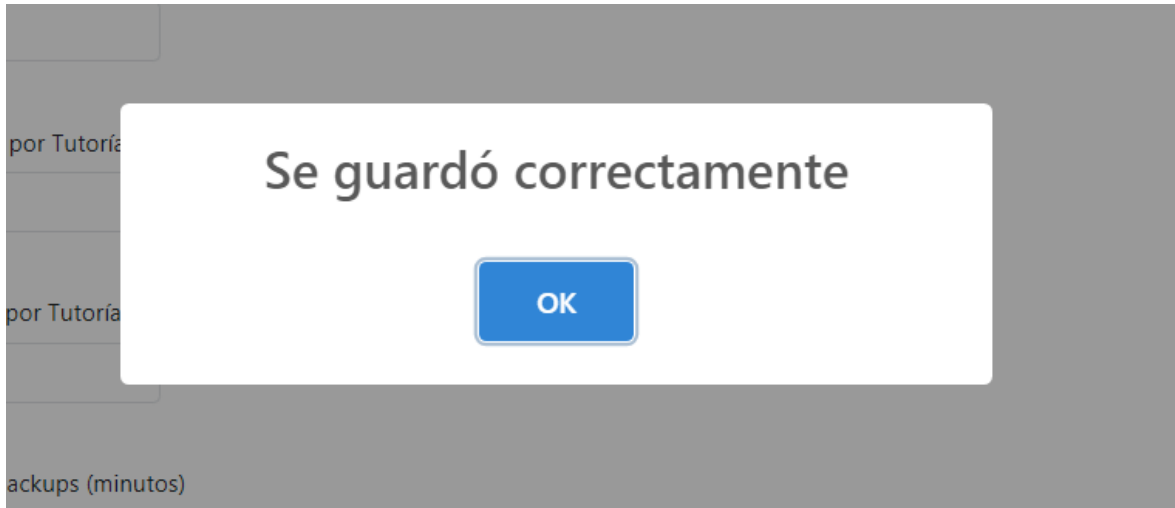 por Tutoría
Se guardó correctamente
OK
por Tutoría
ackups (minutos)